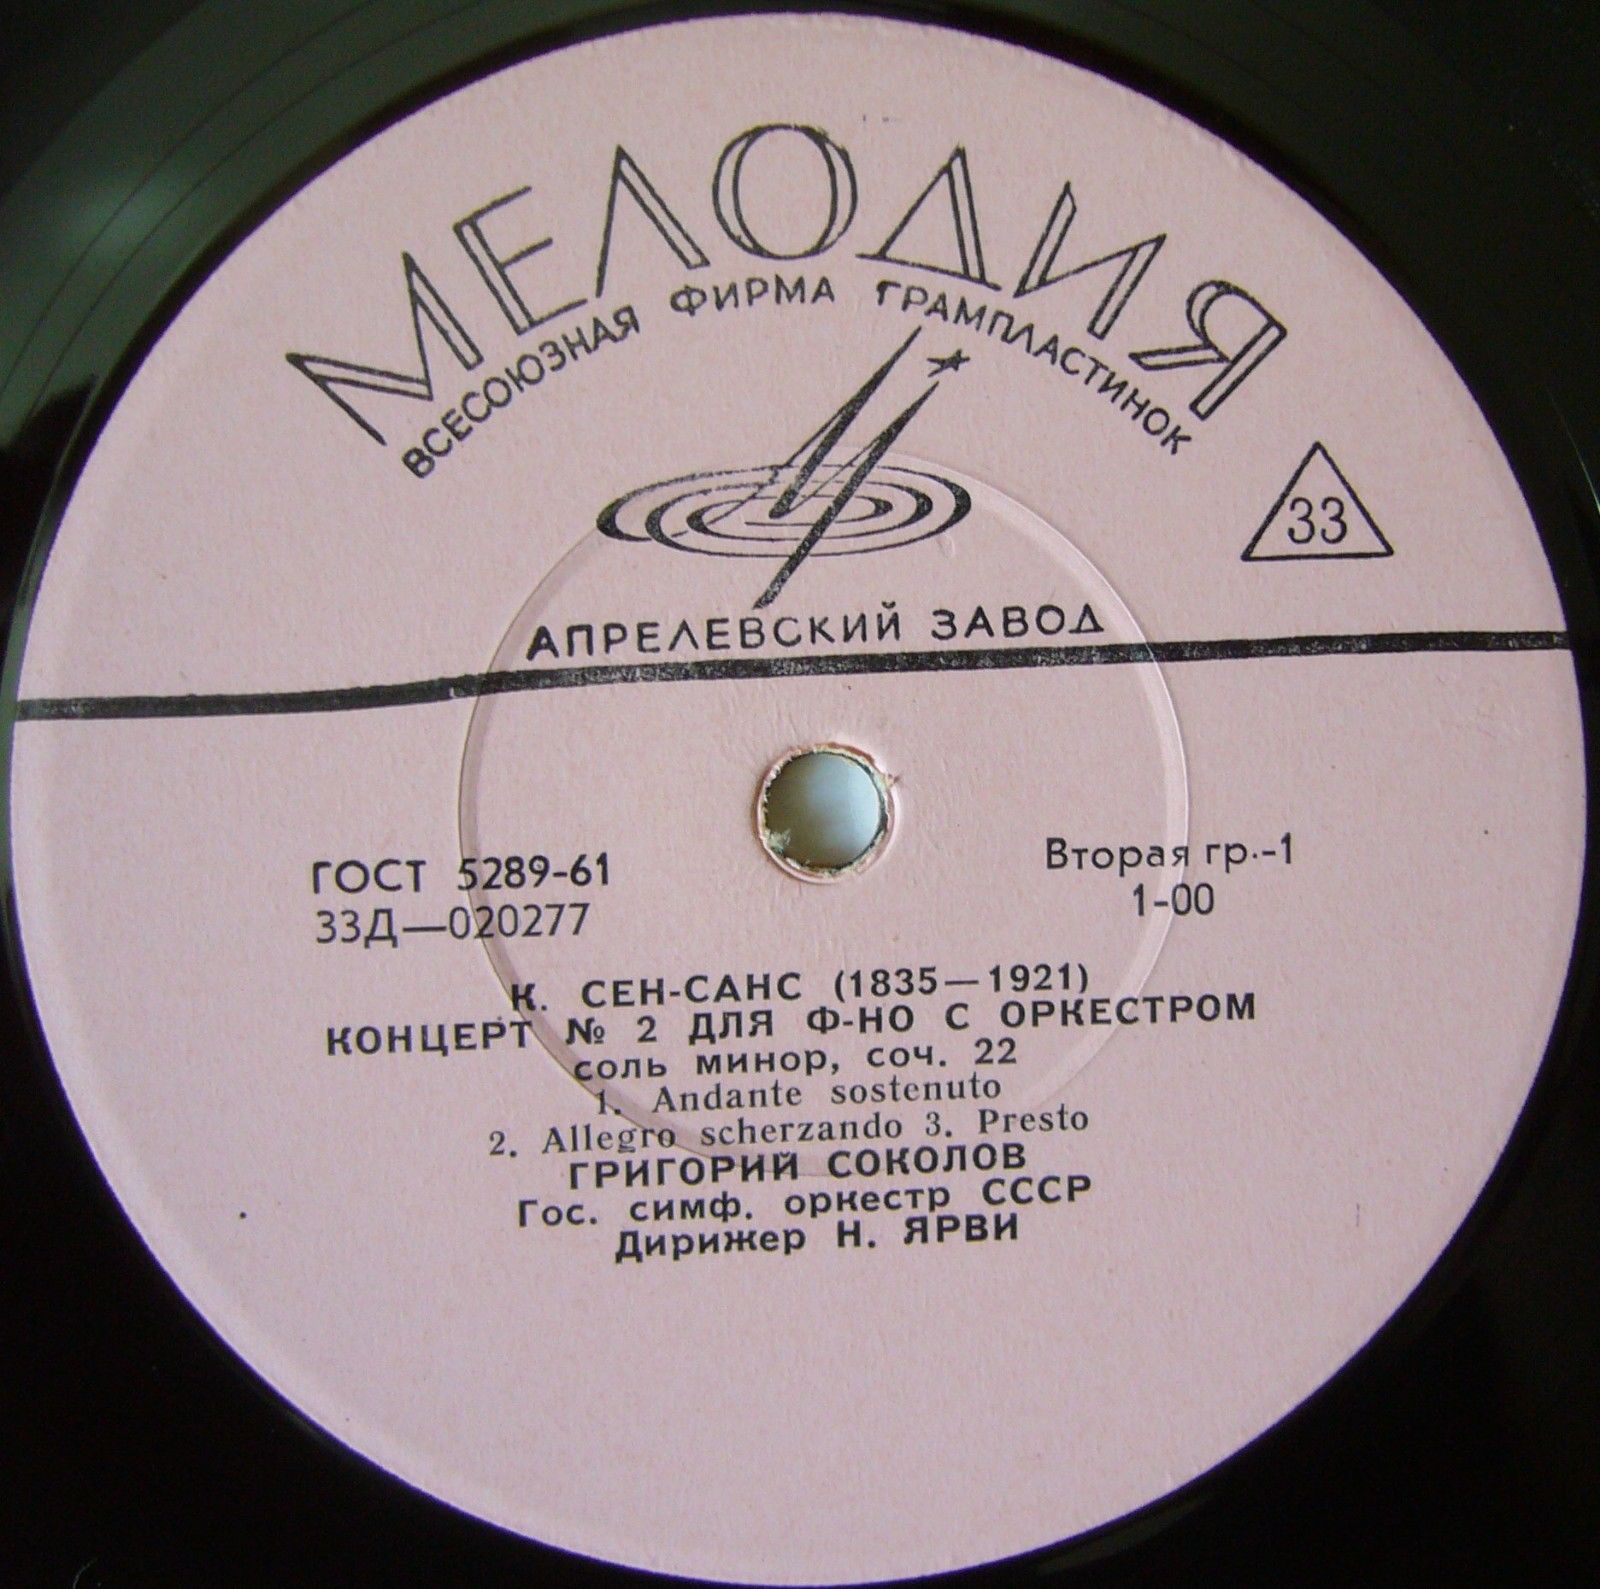 МЕЛОДИЯ
ВСЕСОЮЗНАЯ ФИРМА ГРАМПЛАСТИНОК
33
АПРЕЛЕВСКИЙ ЗАВОД
ГОСТ 5289-61
Вторая гр.-1
33Д—020277
1-00
К. СЕН-САНС (1835—1921)
КОНЦЕРТ № 2 ДЛЯ Ф-НО С ОРКЕСТРОМ
соль минор, соч. 22
1. Andante sostenuto
2. Allegro scherzando 3. Presto
ГРИГОРИЙ СОКОЛОВ
Гос. симф. оркестр СССР
Дирижер Н. ЯРВИ